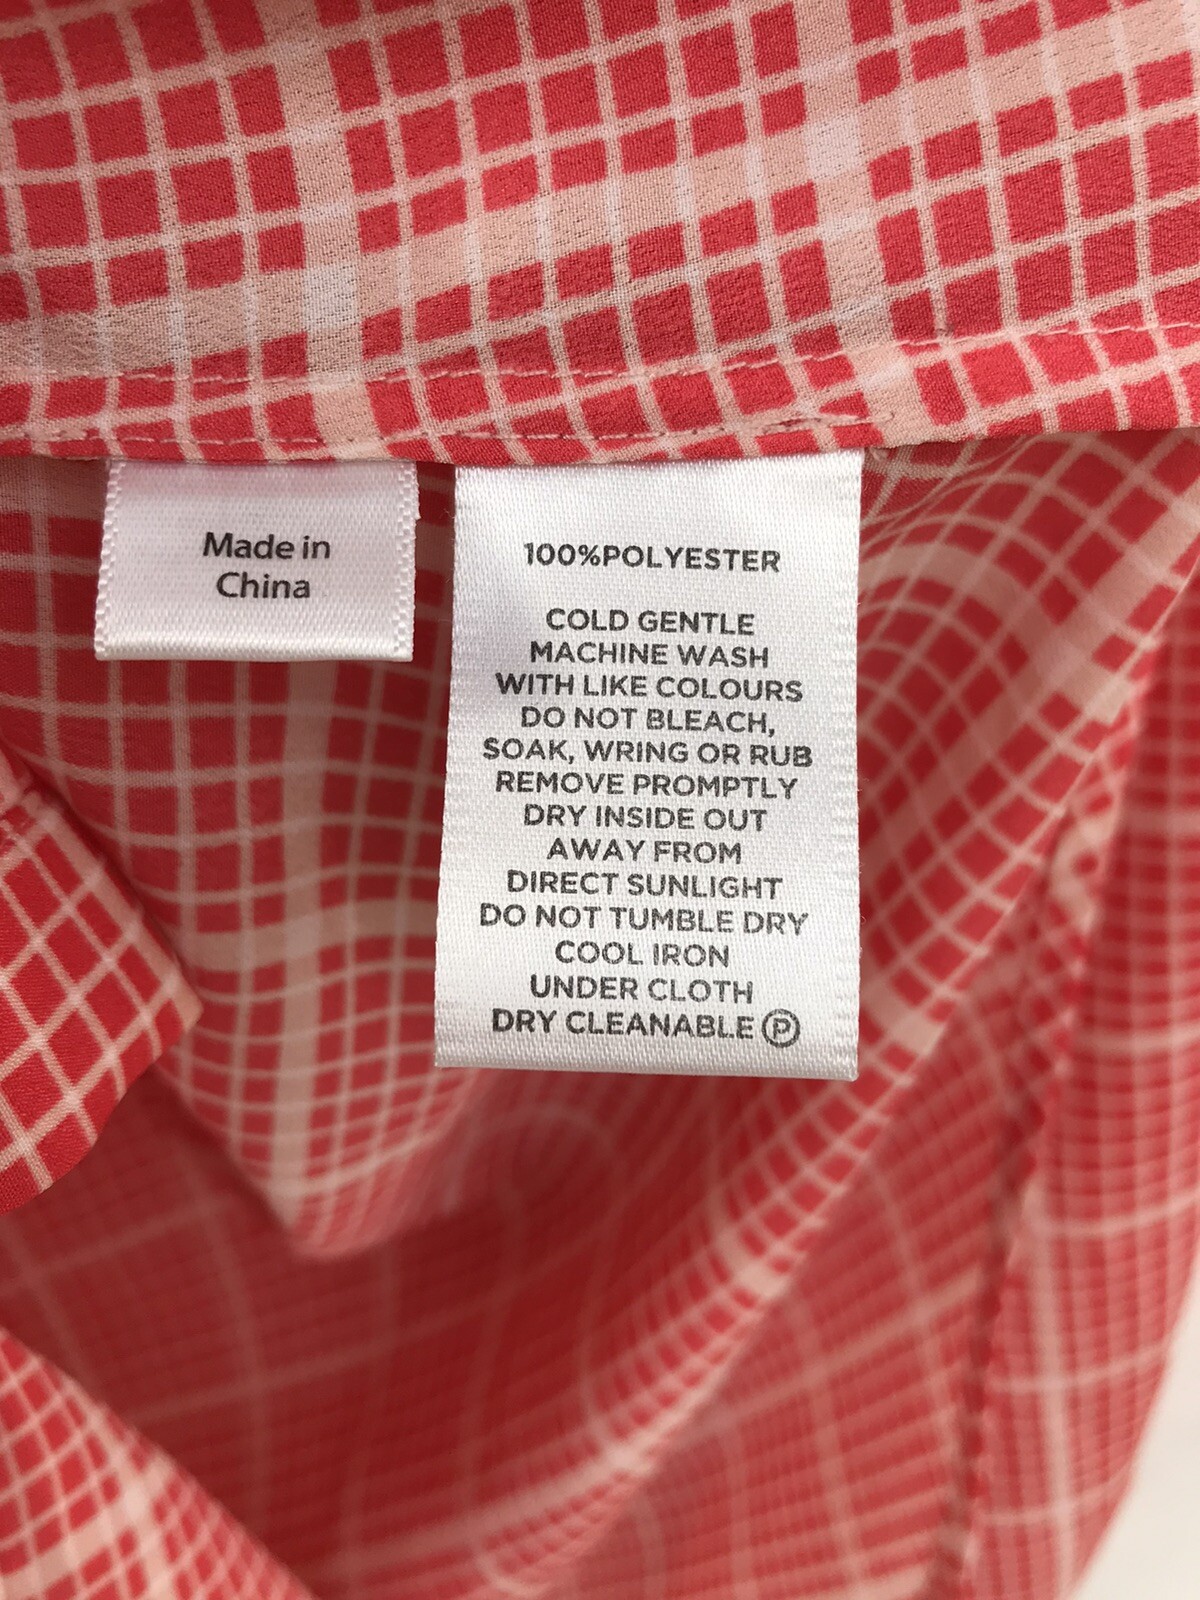 Made in
China
100%POLYESTER
COLD GENTLE
MACHINE WASH
WITH LIKE COLOURS
DO NOT BLEACH,
SOAK, WRING OR RUB
REMOVE PROMPTLY
DRY INSIDE OUT
AWAY FROM
DIRECT SUNLIGHT
DO NOT TUMBLE DRY
COOL IRON
UNDER CLOTH
DRY CLEANABLE Ⓟ